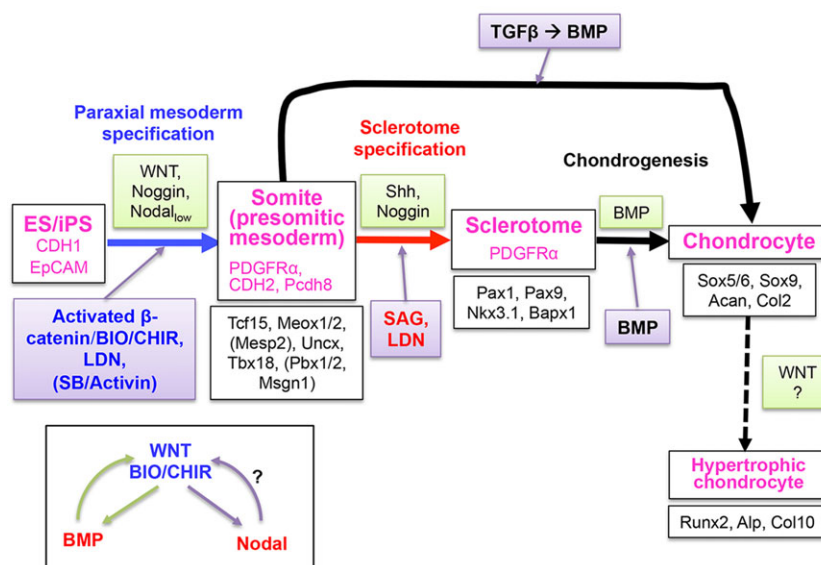 TGFβ → BMP
Paraxial mesoderm
specification
WNT,
Noggin,
Nodallow
Sclerotome
specification
Shh,
Noggin
Chondrogenesis
BMP
ES/iPS
CDH1
EpCAM
Somite
(presomitic
mesoderm)
PDGFRα,
CDH2, Pcdh8
Sclerotome
PDGFRα
Chondrocyte
Activated β-
catenin/BIO/CHIR,
LDN,
(SB/Activin)
Tcf15, Meox1/2,
(Mesp2), Uncx,
Tbx18, (Pbx1/2,
Msgn1)
SAG,
LDN
Pax1, Pax9,
Nkx3.1, Bapx1
BMP
Sox5/6, Sox9,
Acan, Col2
WNT
?
Hypertrophic
chondrocyte
Runx2, Alp, Col10
WNT
BIO/CHIR
?
BMP
Nodal